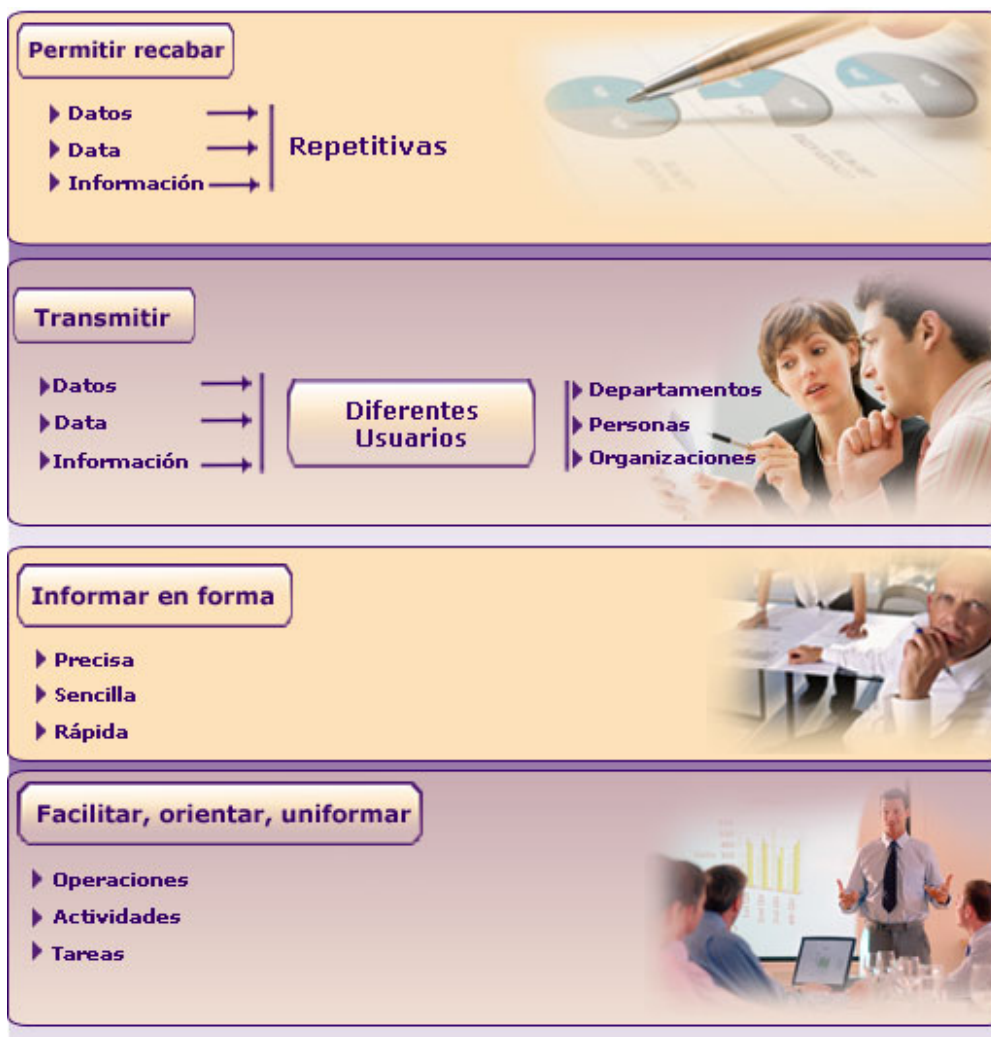 Permitir recabar
Datos
Data
Información
Repetitivas
Transmitir
Datos
Data
Información
Diferentes
Usuarios
Departamentos
Personas
Organizaciones
Informar en forma
Precisa
Sencilla
Rápida
Facilitar, orientar, uniformar
Operaciones
Actividades
Tareas